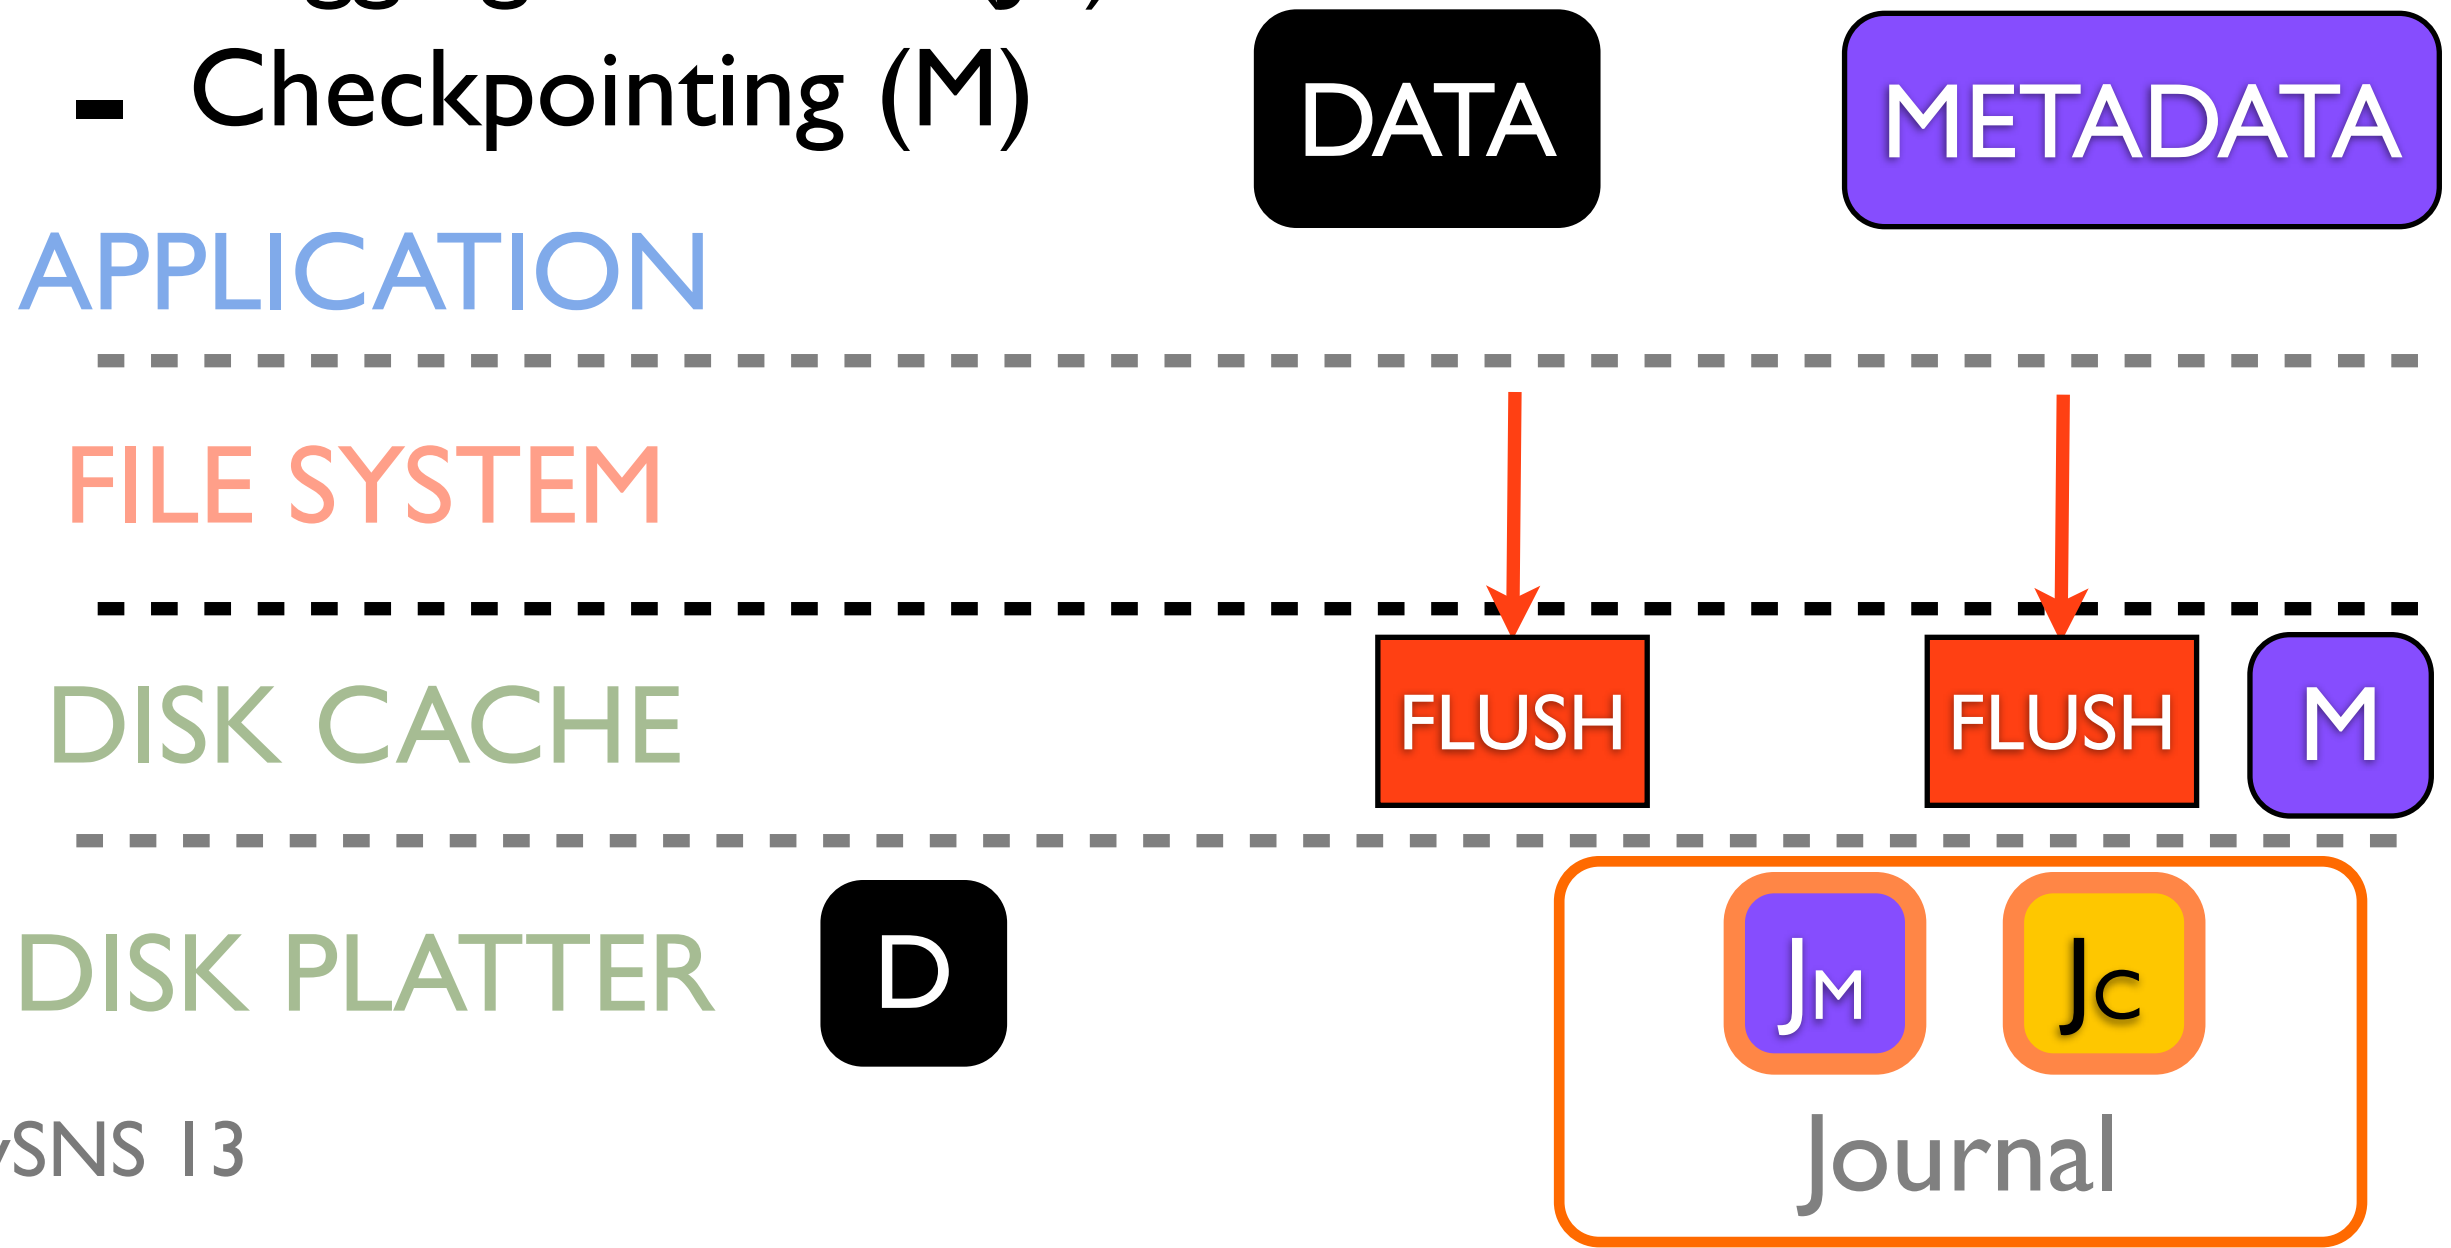 - Checkpointing (M)
DATA
METADATA
APPLICATION
FILE SYSTEM
DISK CACHE
FLUSH
FLUSH
M
DISK PLATTER
D
JM
JC
Journal
SNS 13